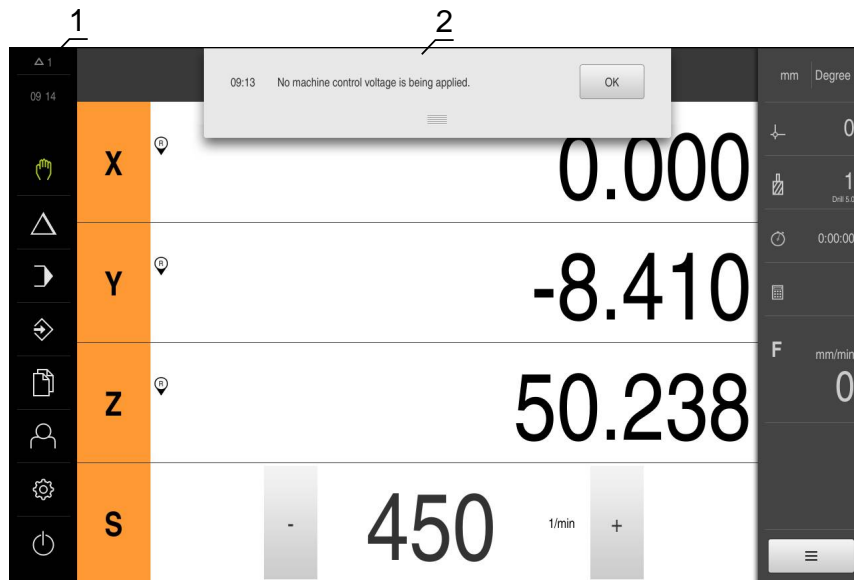 1
2
△ 1
09 14
09:13 No machine control voltage is being applied. OK
mm Degree
X R 0.000
0
1
Drill 5.0
Y R -8.410
0:00:00
Z R 50.238
F mm/min
0
S - 450 1/min +